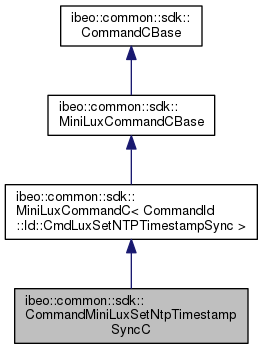 ibeo::common::sdk::
CommandCBase
ibeo::common::sdk::
MiniLuxCommandCBase
ibeo::common::sdk::
MiniLuxCommandC< CommandId
::Id::CmdLuxSetNTPTimestampSync >
ibeo::common::sdk::
CommandMiniLuxSetNtpTimestamp
SyncC